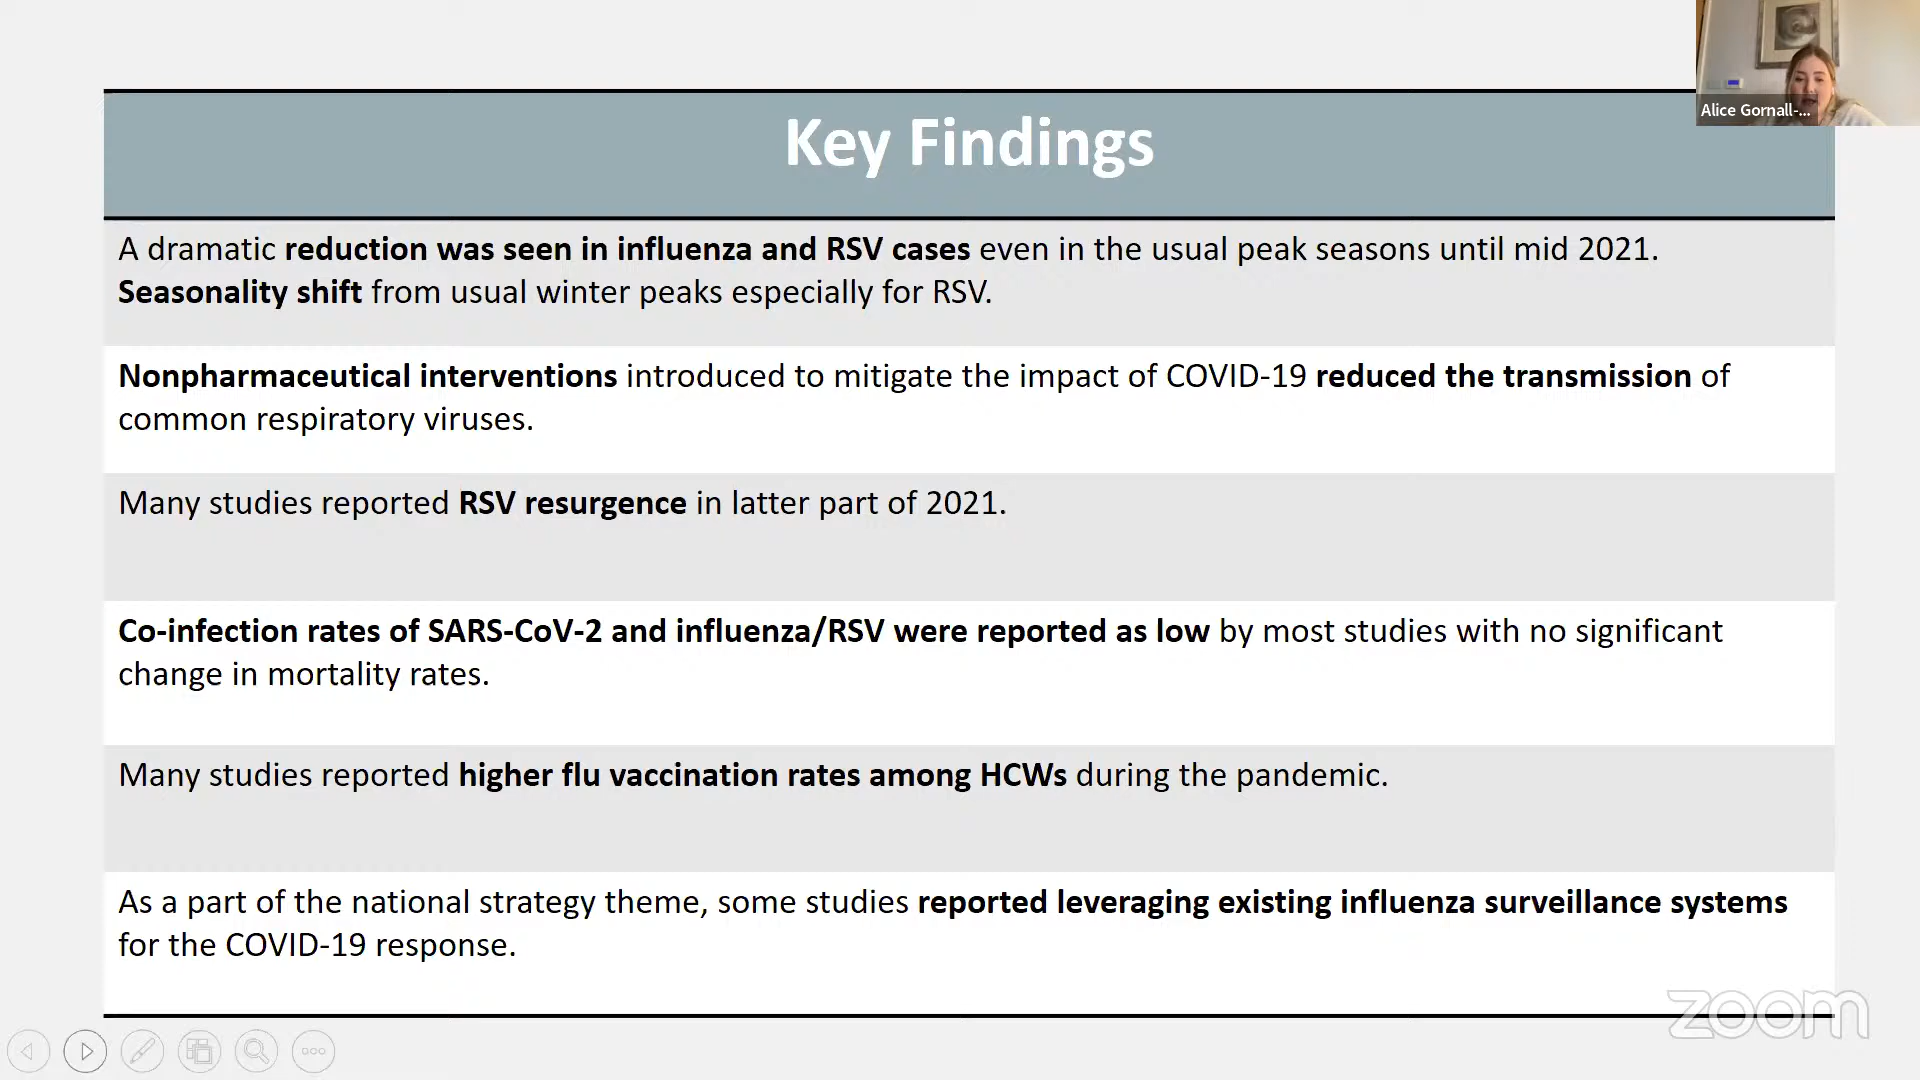 Alice Gornall-...
Key Findings
A dramatic reduction was seen in influenza and RSV cases even in the usual peak seasons until mid 2021.
Seasonality shift from usual winter peaks especially for RSV.
Nonpharmaceutical interventions introduced to mitigate the impact of COVID-19 reduced the transmission of
common respiratory viruses.
Many studies reported RSV resurgence in latter part of 2021.
Co-infection rates of SARS-CoV-2 and influenza/RSV were reported as low by most studies with no significant
change in mortality rates.
Many studies reported higher flu vaccination rates among HCWs during the pandemic.
As a part of the national strategy theme, some studies reported leveraging existing influenza surveillance systems
for the COVID-19 response.
zoom